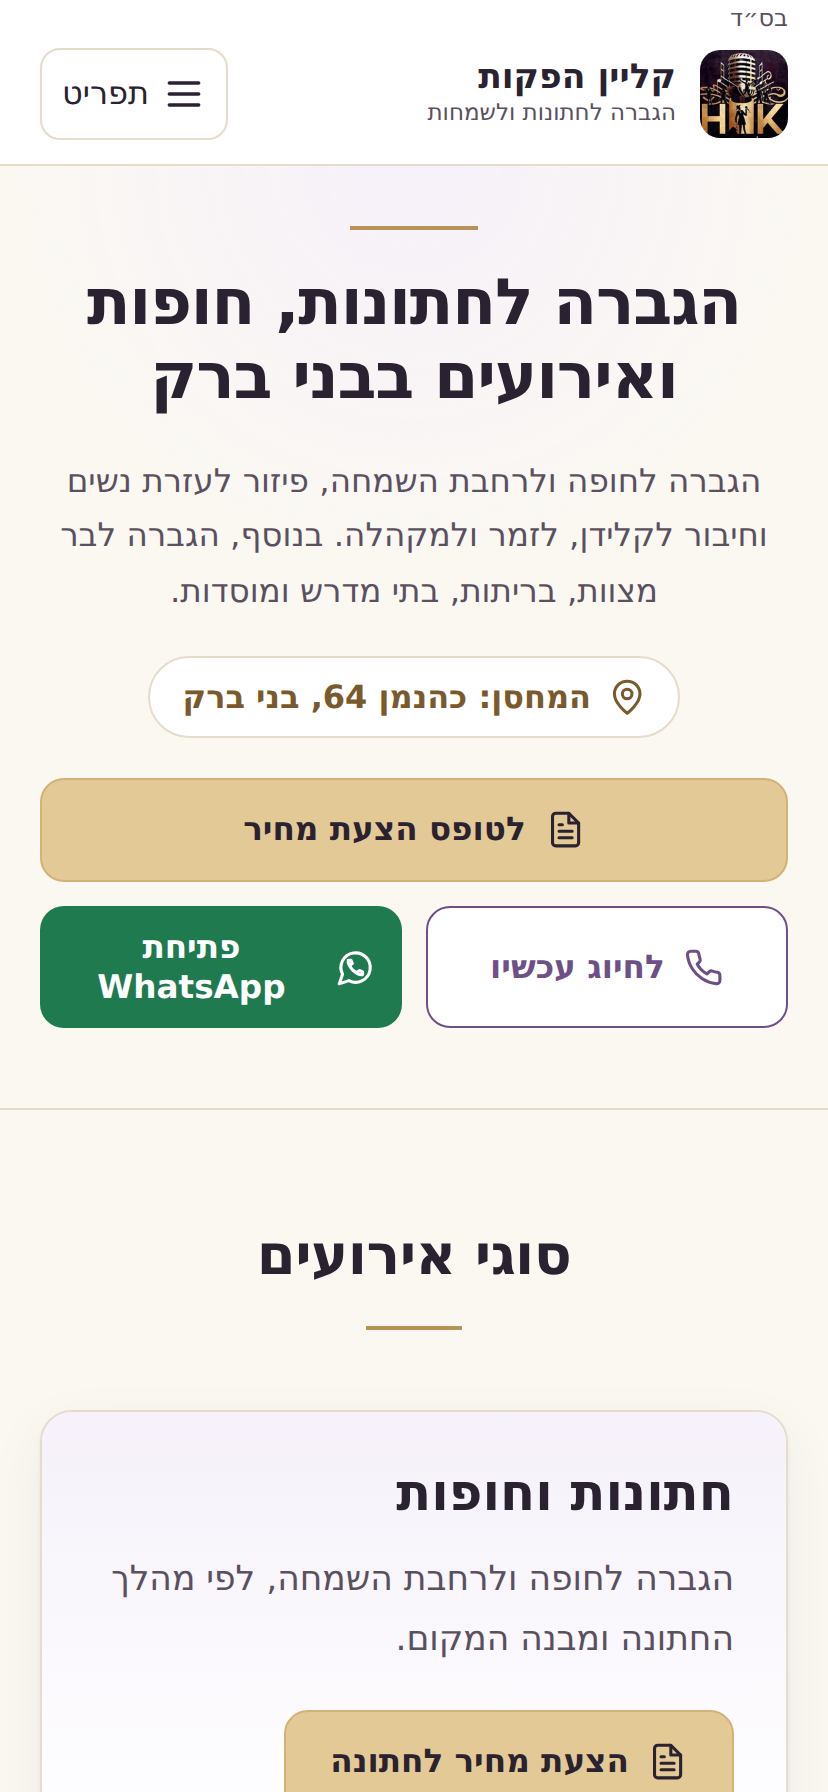 בס״ד
קליין הפקות
הגברה לחתונות ולשמחות
HK
תפריט
הגברה לחתונות, חופות
ואירועים בבני ברק
הגברה לחופה ולרחבת השמחה, פיזור לעזרת נשים
וחיבור לקלידן, לזמר ולמקהלה. בנוסף, הגברה לבר
מצוות, בריתות, בתי מדרש ומוסדות.
המחסן: כהנמן 64, בני ברק
לטופס הצעת מחיר
לחיוג עכשיו
פתיחת
WhatsApp
סוגי אירועים
חתונות וחופות
הגברה לחופה ולרחבת השמחה, לפי מהלך
החתונה ומבנה המקום.
הצעת מחיר לחתונה